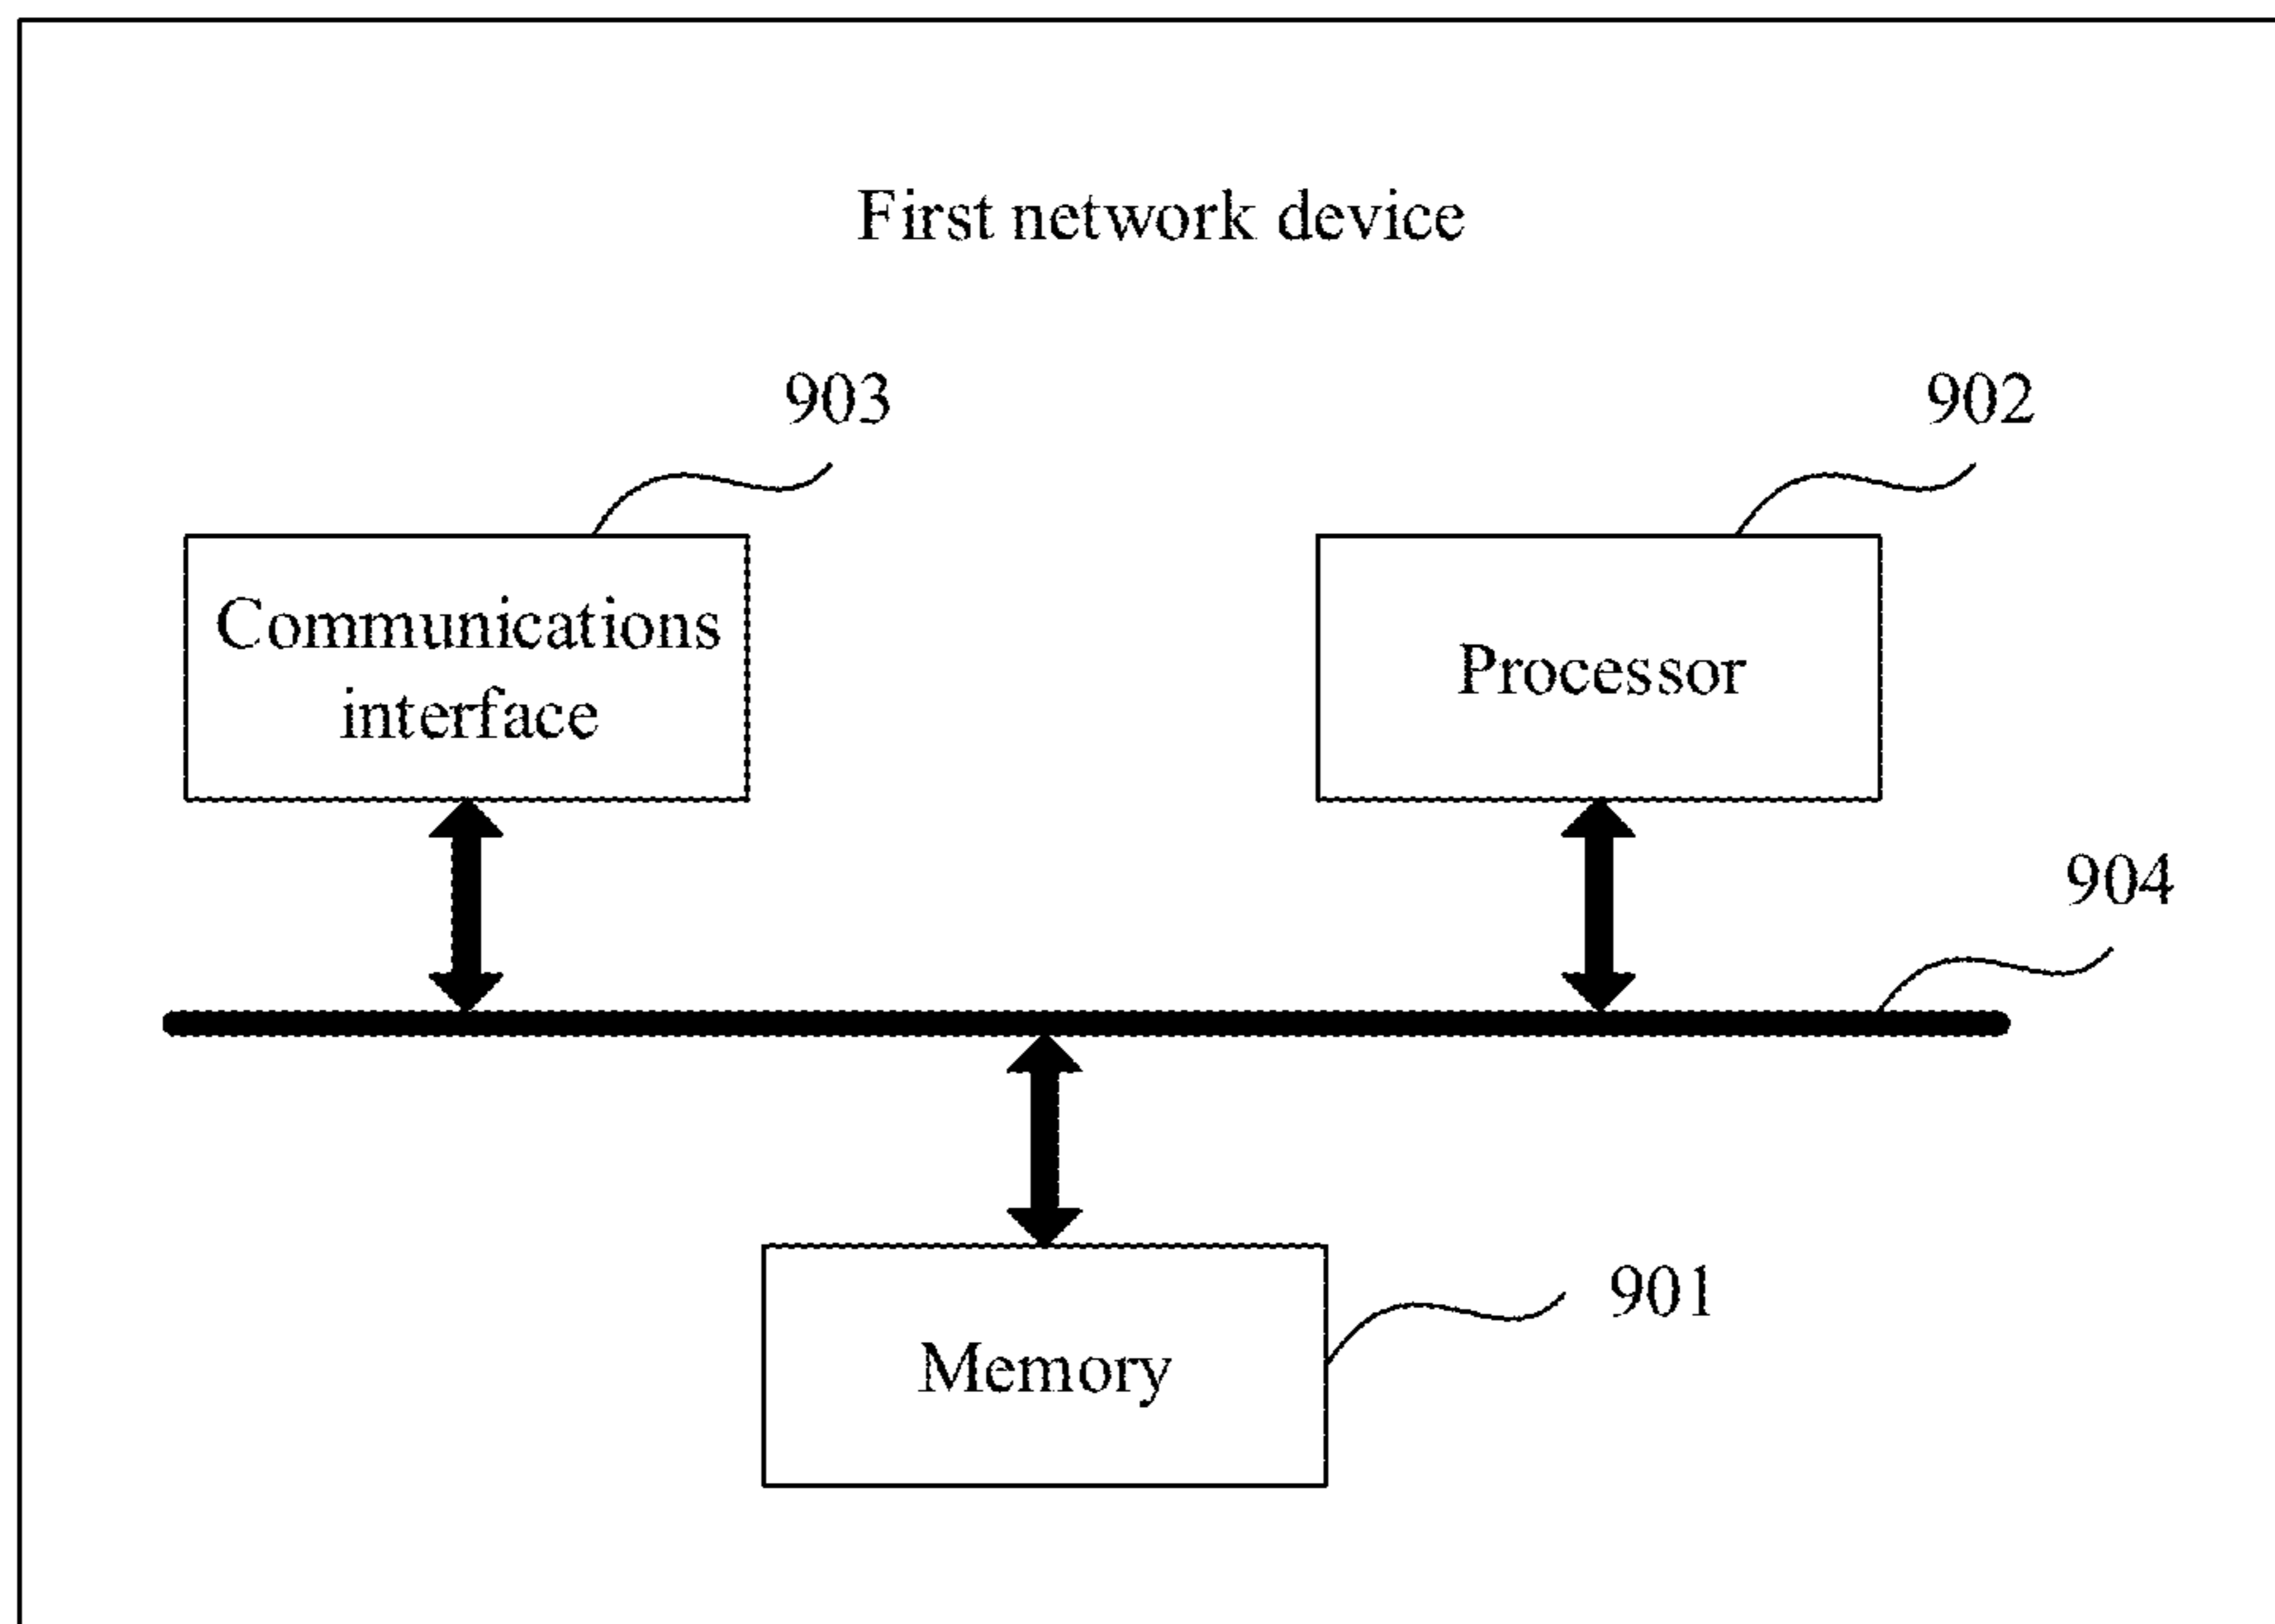 First network device
903
902
Communications
interface
Processor
904
901
Memory